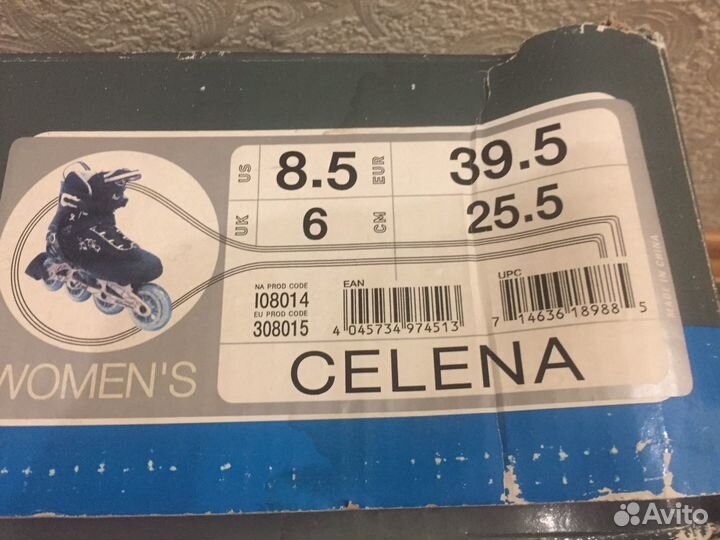 US 8.5 EUR 39.5
UK 6 CM 25.5
NA PROD CODE
I08014
EU PROD CODE
308015
EAN
4 045734 974513
UPC
7 14636 18988 5
WOMEN'S
CELENA
MADE IN CHINA
Avito